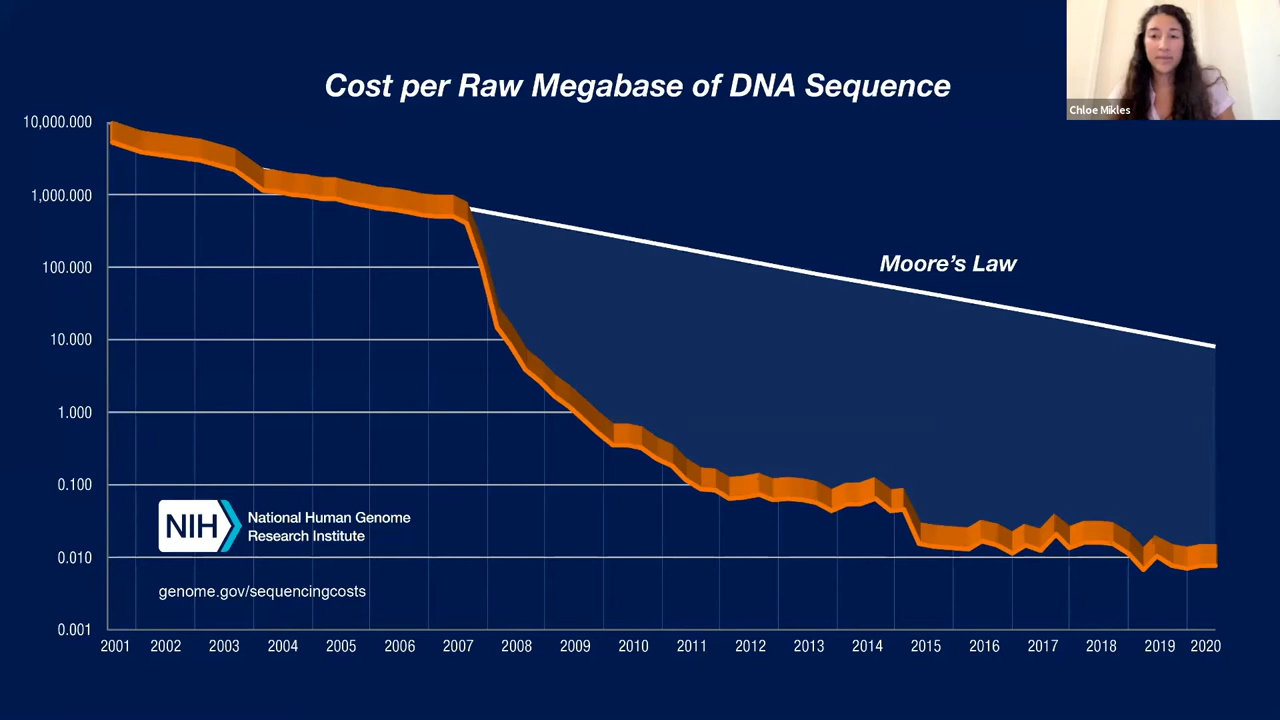 Cost per Raw Megabase of DNA Sequence
Chloe Mikles
10,000.000
1,000.000
100.000
10.000
1.000
0.100
0.010
0.001
Moore's Law
NIH
National Human Genome
Research Institute
genome.gov/sequencingcosts
2001 2002 2003 2004 2005 2006 2007 2008 2009 2010 2011 2012 2013 2014 2015 2016 2017 2018 2019 2020